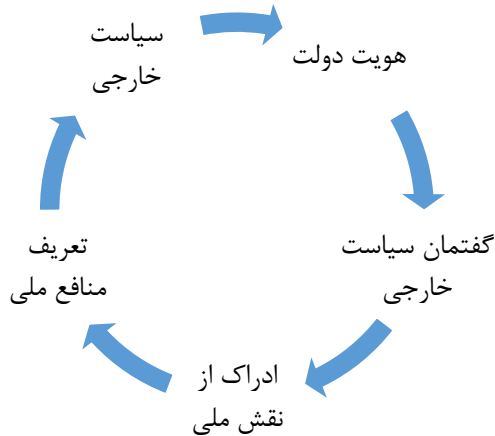 سیاست
خارجی
هویت دولت
گفتمان سیاست
خارجی
ادراک از
نقش ملی
تعریف
منافع ملی